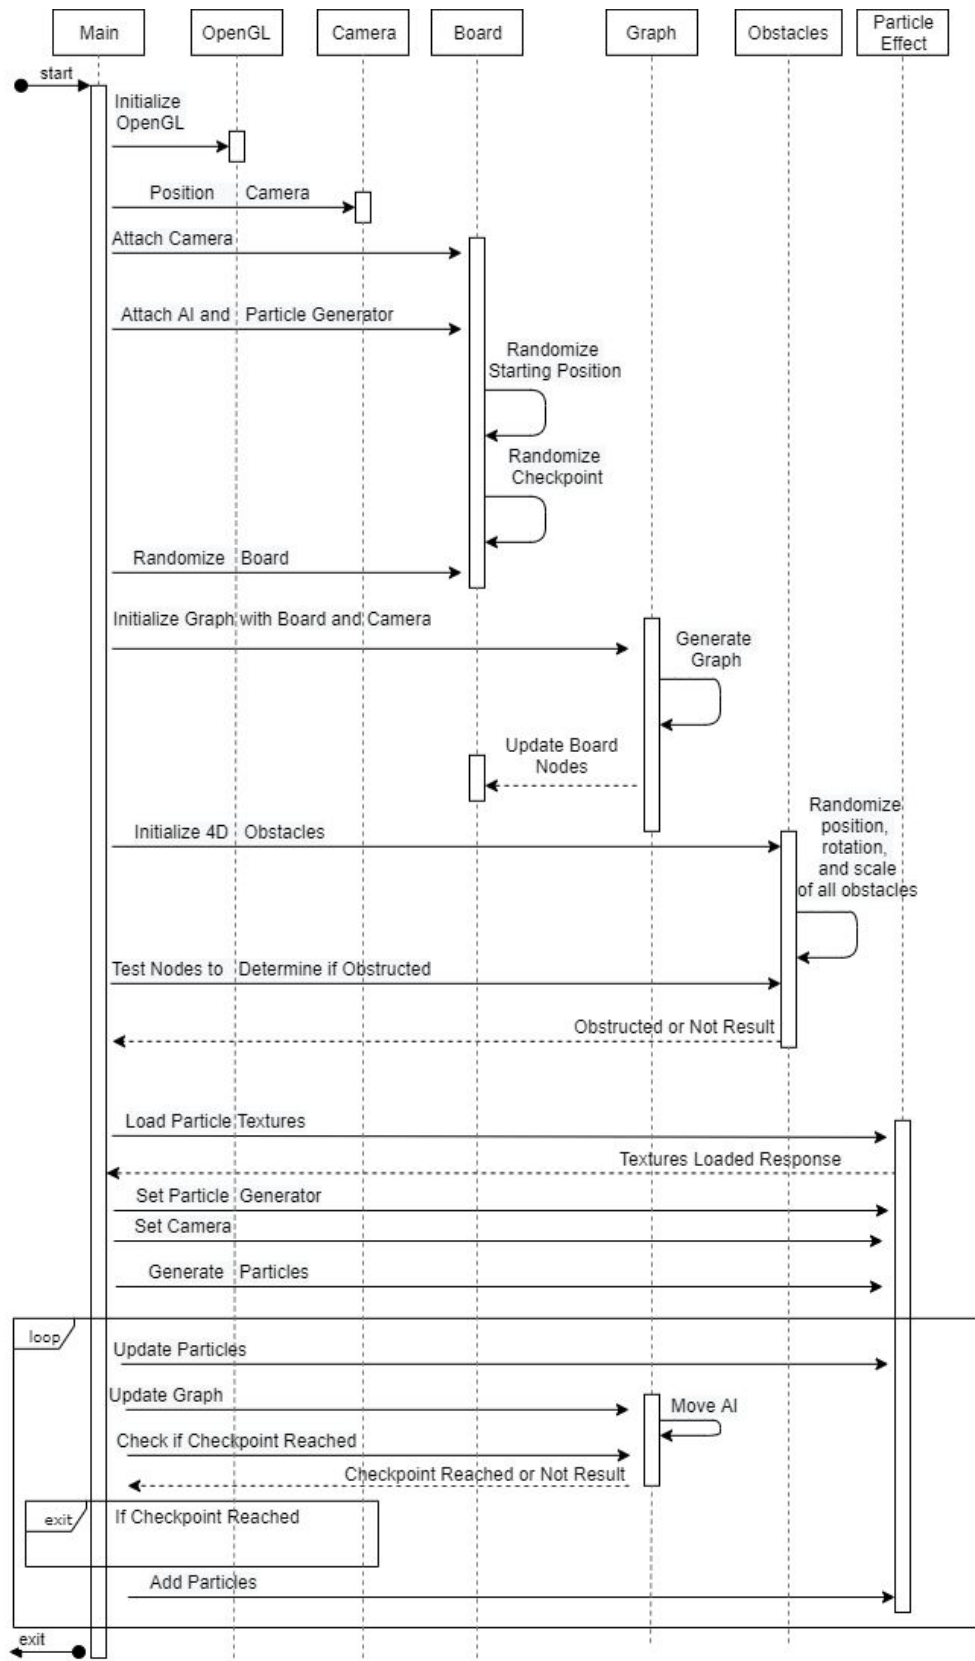 Main
OpenGL
Camera
Board
Graph
Obstacles
Particle
Effect
start
Initialize
OpenGL
Position Camera
Attach Camera
Attach AI and Particle Generator
Randomize
Starting Position
Randomize
Checkpoint
Randomize Board
Initialize Graph with Board and Camera
Generate
Graph
Update Board
Nodes
Randomize
position,
rotation,
and scale
of all obstacles
Initialize 4D Obstacles
Test Nodes to Determine if Obstructed
Obstructed or Not Result
Load Particle Textures
Textures Loaded Response
Set Particle Generator
Set Camera
Generate Particles
loop
Update Particles
Update Graph
Move AI
Check if Checkpoint Reached
Checkpoint Reached or Not Result
exit
If Checkpoint Reached
Add Particles
exit